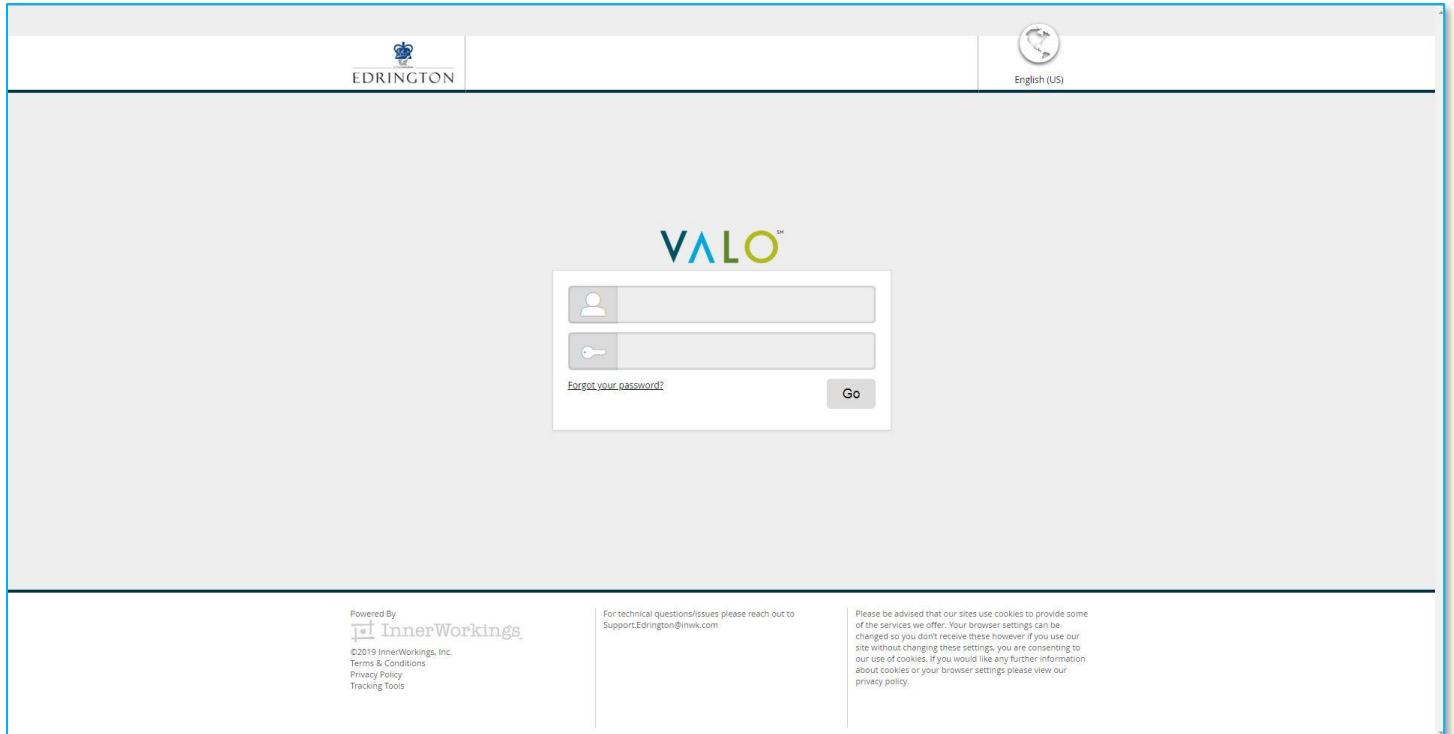 EDRINGTON
English (US)
VALO℠
Forgot your password?
Go
Powered By
InnerWorkings
©2019 InnerWorkings, Inc.
Terms & Conditions
Privacy Policy
Tracking Tools
For technical questions/issues please reach out to
Support.Edrington@inwk.com
Please be advised that our sites use cookies to provide some
of the services we offer. Your browser settings can be
changed so you don't receive these however if you use our
site without changing these settings, you are consenting to
our use of cookies. If you would like any further information
about cookies or your browser settings please view our
privacy policy.